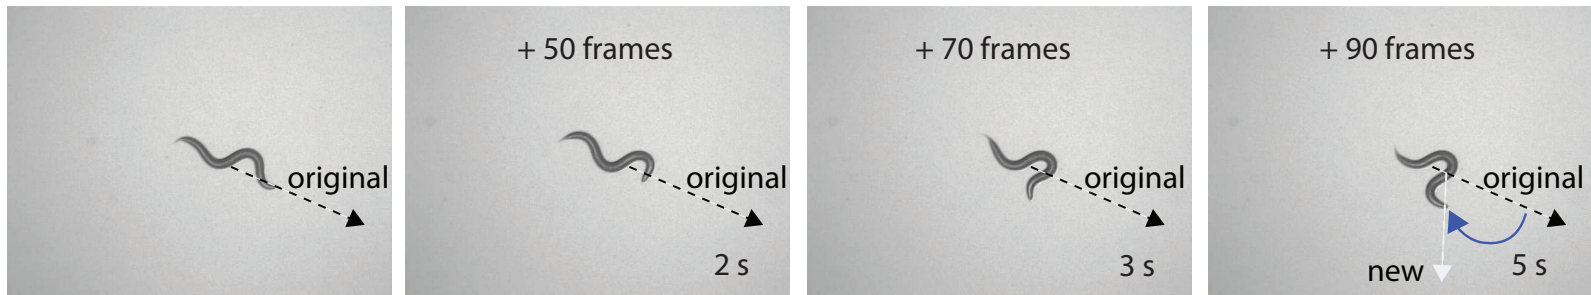 original
+ 50 frames
original
2 s
+ 70 frames
original
3 s
+ 90 frames
original
new
5 s